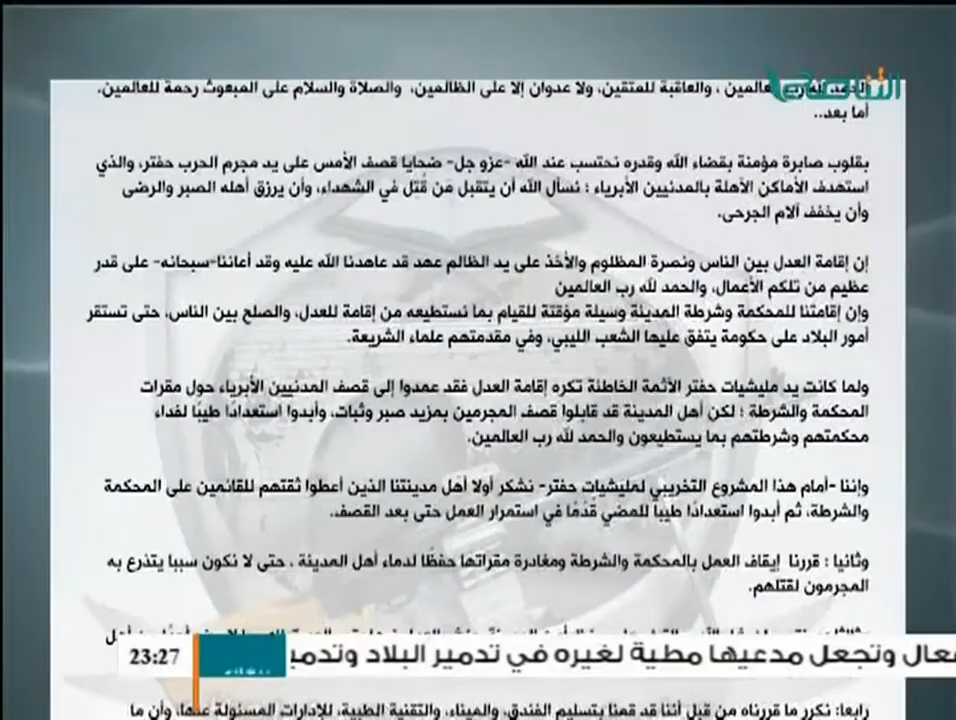 الحمد لله رب العالمين ، والعاقبة للمتقين، ولا عدوان إلا على الظالمين، والصلاة والسلام على المبعوث رحمة للعالمين.
أما بعد..
بقلوب صابرة مؤمنة بقضاء الله وقدره نحتسب عند الله -عزو جل- ضحايا قصف الأمس على يد مجرم الحرب حفتر، والذي
استهدف الأماكن الآهلة بالمدنيين الأبرياء ؛ نسأل الله أن يتقبل مَن قُتل في الشهداء، وأن يرزق أهله الصبر والرضى
وأن يخفف آلام الجرحى.
إن إقامة العدل بين الناس ونصرة المظلوم والأخذ على يد الظالم عهد قد عاهدنا الله عليه وقد أعاننا-سبحانه- على قدر
عظيم من تلكم الأعمال، والحمد لله رب العالمين
وإن إقامتنا للمحكمة وشرطة المدينة وسيلة مؤقتة للقيام بما نستطيعه من إقامة للعدل، والصلح بين الناس، حتى تستقر
أمور البلاد على حكومة يتفق عليها الشعب الليبي، وفي مقدمتهم علماء الشريعة.
ولما كانت يد مليشيات حفتر الآثمة الخاطئة تكره إقامة العدل فقد عمدوا إلى قصف المدنيين الأبرياء حول مقرات
المحكمة والشرطة ؛ لكن أهل المدينة قد قابلوا قصف المجرمين بمزيد صبر وثبات، وأبدوا استعدادًا طيبًا لفداء
محكمتهم وشرطتهم بما يستطيعون والحمد لله رب العالمين.
وإننا -أمام هذا المشروع التخريبي لمليشيات حفتر- نشكر أولا أهل مدينتنا الذين أعطوا ثقتهم للقائمين على المحكمة
والشرطة، ثم أبدوا استعدادًا طيباً للمضي قُدُمًا في استمرار العمل حتى بعد القصف..
وثانيا : قررنا إيقاف العمل بالمحكمة والشرطة ومغادرة مقراتها حفظًا لدماء أهل المدينة ، حتى لا نكون سببا يتذرع به
المجرمون لقتلهم.
فعال وتجعل مدعيها مطية لغيره في تدمير البلاد وتدمي
23:27
رابعا: نكرر ما قررناه من قبل أننا قد قمنا بتسليم الفندق، والميناء، والتقنية الطبية، للإدارات المسئولة عنها، وأن ما